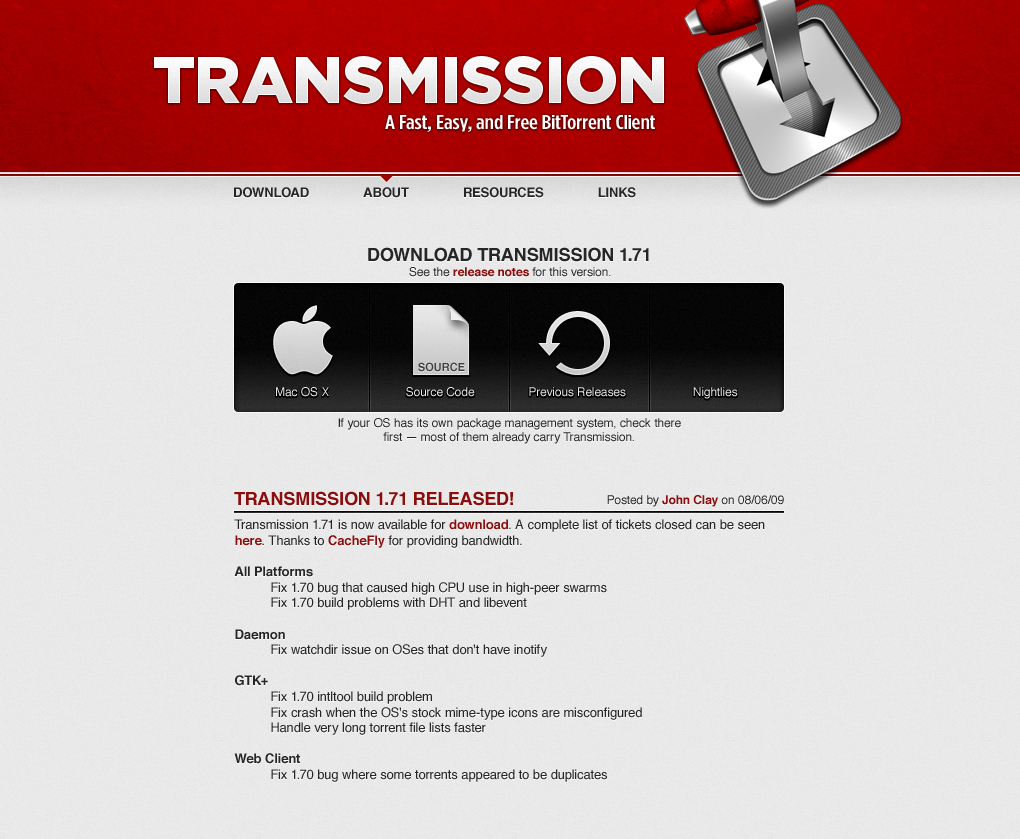 TRANSMISSION
A Fast, Easy, and Free BitTorrent Client
DOWNLOAD ABOUT RESOURCES LINKS
DOWNLOAD TRANSMISSION 1.71
See the release notes for this version.
SOURCE
Mac OS X Source Code Previous Releases Nightlies
If your OS has its own package management system, check there
first — most of them already carry Transmission.
TRANSMISSION 1.71 RELEASED! Posted by John Clay on 08/06/09
Transmission 1.71 is now available for download. A complete list of tickets closed can be seen
here. Thanks to CacheFly for providing bandwidth.
All Platforms
Fix 1.70 bug that caused high CPU use in high-peer swarms
Fix 1.70 build problems with DHT and libevent
Daemon
Fix watchdir issue on OSes that don't have inotify
GTK+
Fix 1.70 intltool build problem
Fix crash when the OS's stock mime-type icons are misconfigured
Handle very long torrent file lists faster
Web Client
Fix 1.70 bug where some torrents appeared to be duplicates